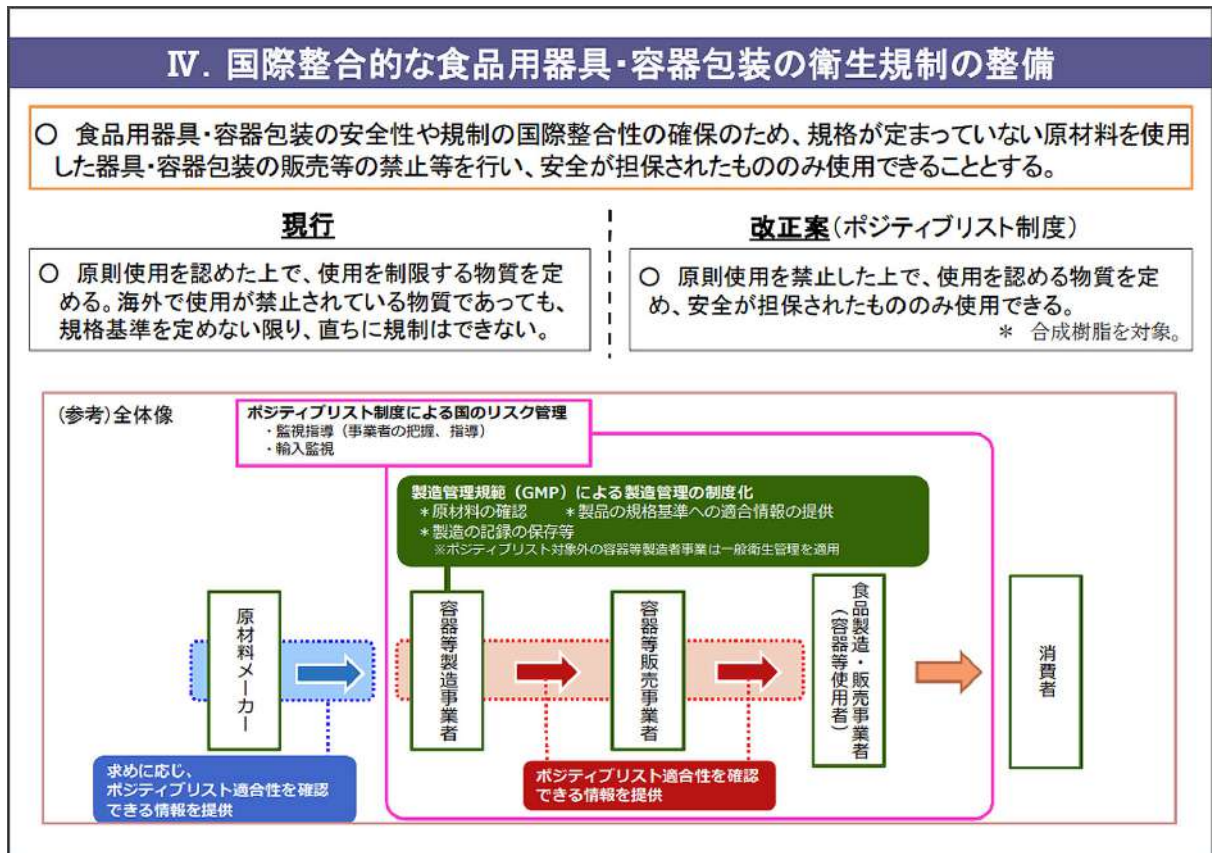 Ⅳ. 国際整合的な食品用器具・容器包装の衛生規制の整備
○ 食品用器具・容器包装の安全性や規制の国際整合性の確保のため、規格が定まっていない原材料を使用
した器具・容器包装の販売等の禁止等を行い、安全が担保されたもののみ使用できることとする。
現行
○ 原則使用を認めた上で、使用を制限する物質を定
める。海外で使用が禁止されている物質であっても、
規格基準を定めない限り、直ちに規制はできない。
改正案(ポジティブリスト制度)
○ 原則使用を禁止した上で、使用を認める物質を定
め、安全が担保されたもののみ使用できる。
* 合成樹脂を対象。
(参考)全体像
ポジティブリスト制度による国のリスク管理
・監視指導（事業者の把握、指導）
・輸入監視
製造管理規範（GMP）による製造管理の制度化
*原材料の確認 *製品の規格基準への適合情報の提供
*製造の記録の保存等
※ポジティブリスト対象外の容器等製造者事業は一般衛生管理を適用
原材料メーカー
容器等製造事業者
容器等販売事業者
食品製造・販売事業者
(容器等使用者)
消費者
求めに応じ、
ポジティブリスト適合性を確認
できる情報を提供
ポジティブリスト適合性を確認
できる情報を提供